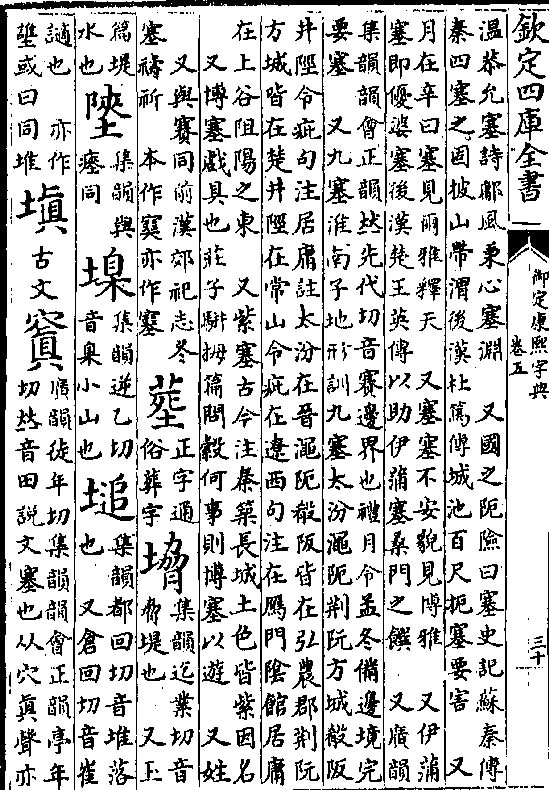 欽定四庫全書
御定康熙字典
卷五
三十
溫恭允塞詩鄘風秉心塞淵　又國之阨險曰塞史記蘇秦傳
秦四塞之國披山帶渭後漢杜篤傳城池百尺扼塞要害　又
月在辛曰塞見爾雅釋天　又塞塞不安貌見博雅　又伊蒲
塞即優婆塞後漢楚王英傳以助伊蒲塞桑門之饌　又廣韻
集韻韻會正韻𠀤先代切音賽邊界也禮月令孟冬備邊境完
要塞　又九塞淮南子地形訓九塞太汾澠阨荆阮方城殽阪
井陘令疵句注居庸註太汾在晉澠阨殽阪皆在弘農郡荆阮
方城皆在楚井陘在常山令疵在遼西句注在鴈門陰館居庸
在上谷阻陽之東　又紫塞古今注秦築長城土色皆紫因名
又博塞戲具也莊子駢拇篇問穀何事則博塞以遊　又姓
又與賽同前漢郊祀志冬
塞禱祈　本作亦作塞
塟 正字通
俗葬字
集韻迄業切音
脅堤也　又玉
篇堤
水也
集韻與
瘞同
㙞 集韻逆乙切
音臬小山也
塠 集韻都回切音堆落
也　又倉回切音崔
謫也　亦作
或曰同堆
塡 古文 窴
廣韻徒年切集韻韻會正韻亭年
切𠀤音田說文塞也从穴眞聲亦